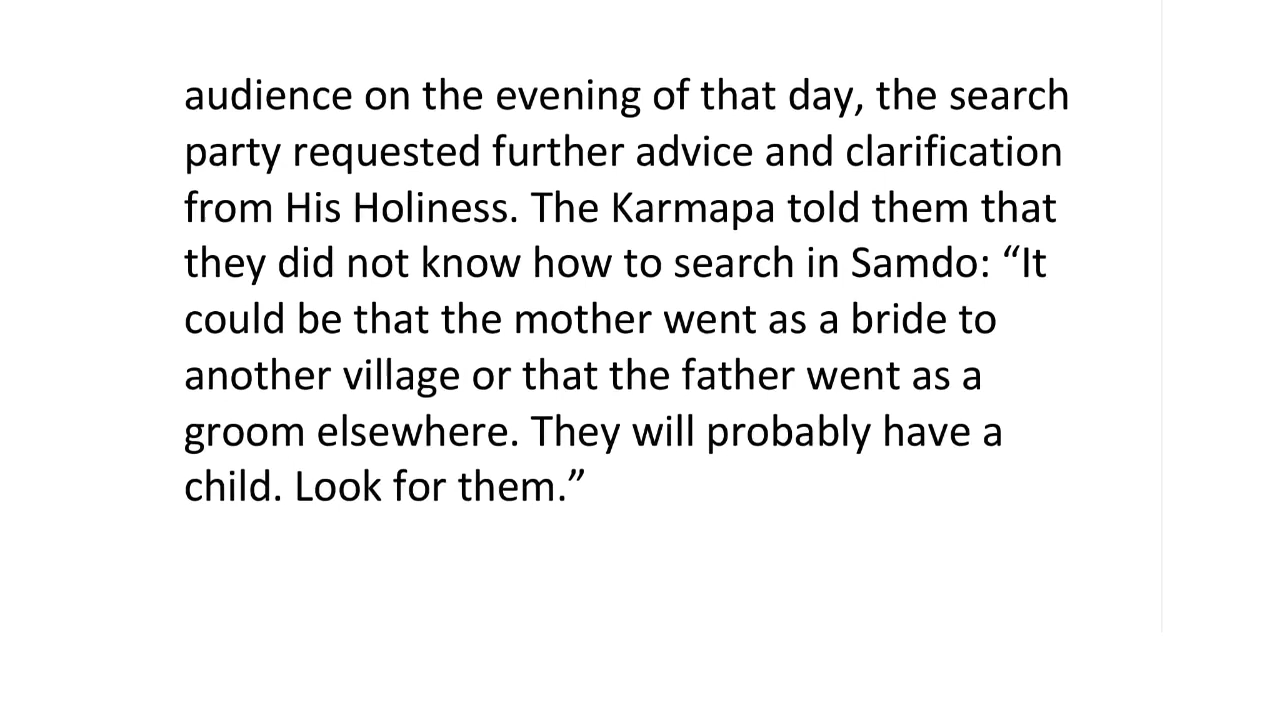 audience on the evening of that day, the search
party requested further advice and clarification
from His Holiness. The Karmapa told them that
they did not know how to search in Samdo: “It
could be that the mother went as a bride to
another village or that the father went as a
groom elsewhere. They will probably have a
child. Look for them.”